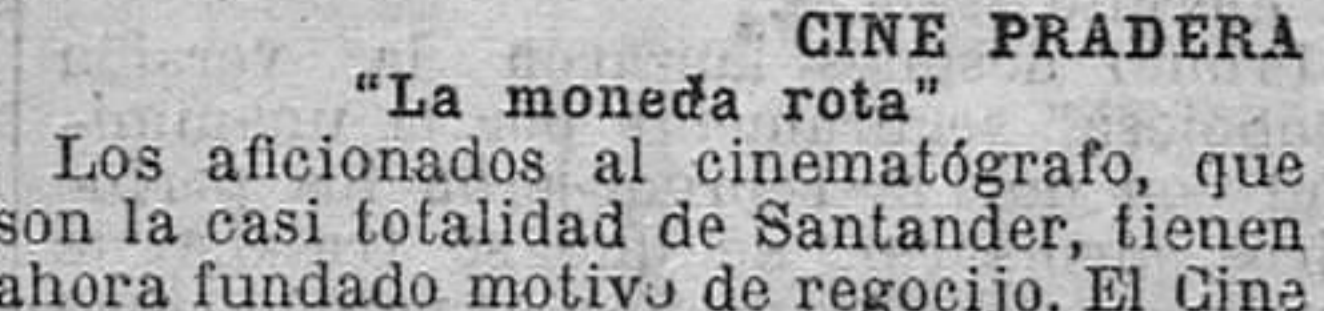 CINE PRADERA
“La moneda rota”
Los aficionados al cinematógrafo, que
son la casi totalidad de Santander, tienen
ahora fundado motivo de regocijo. El Cine